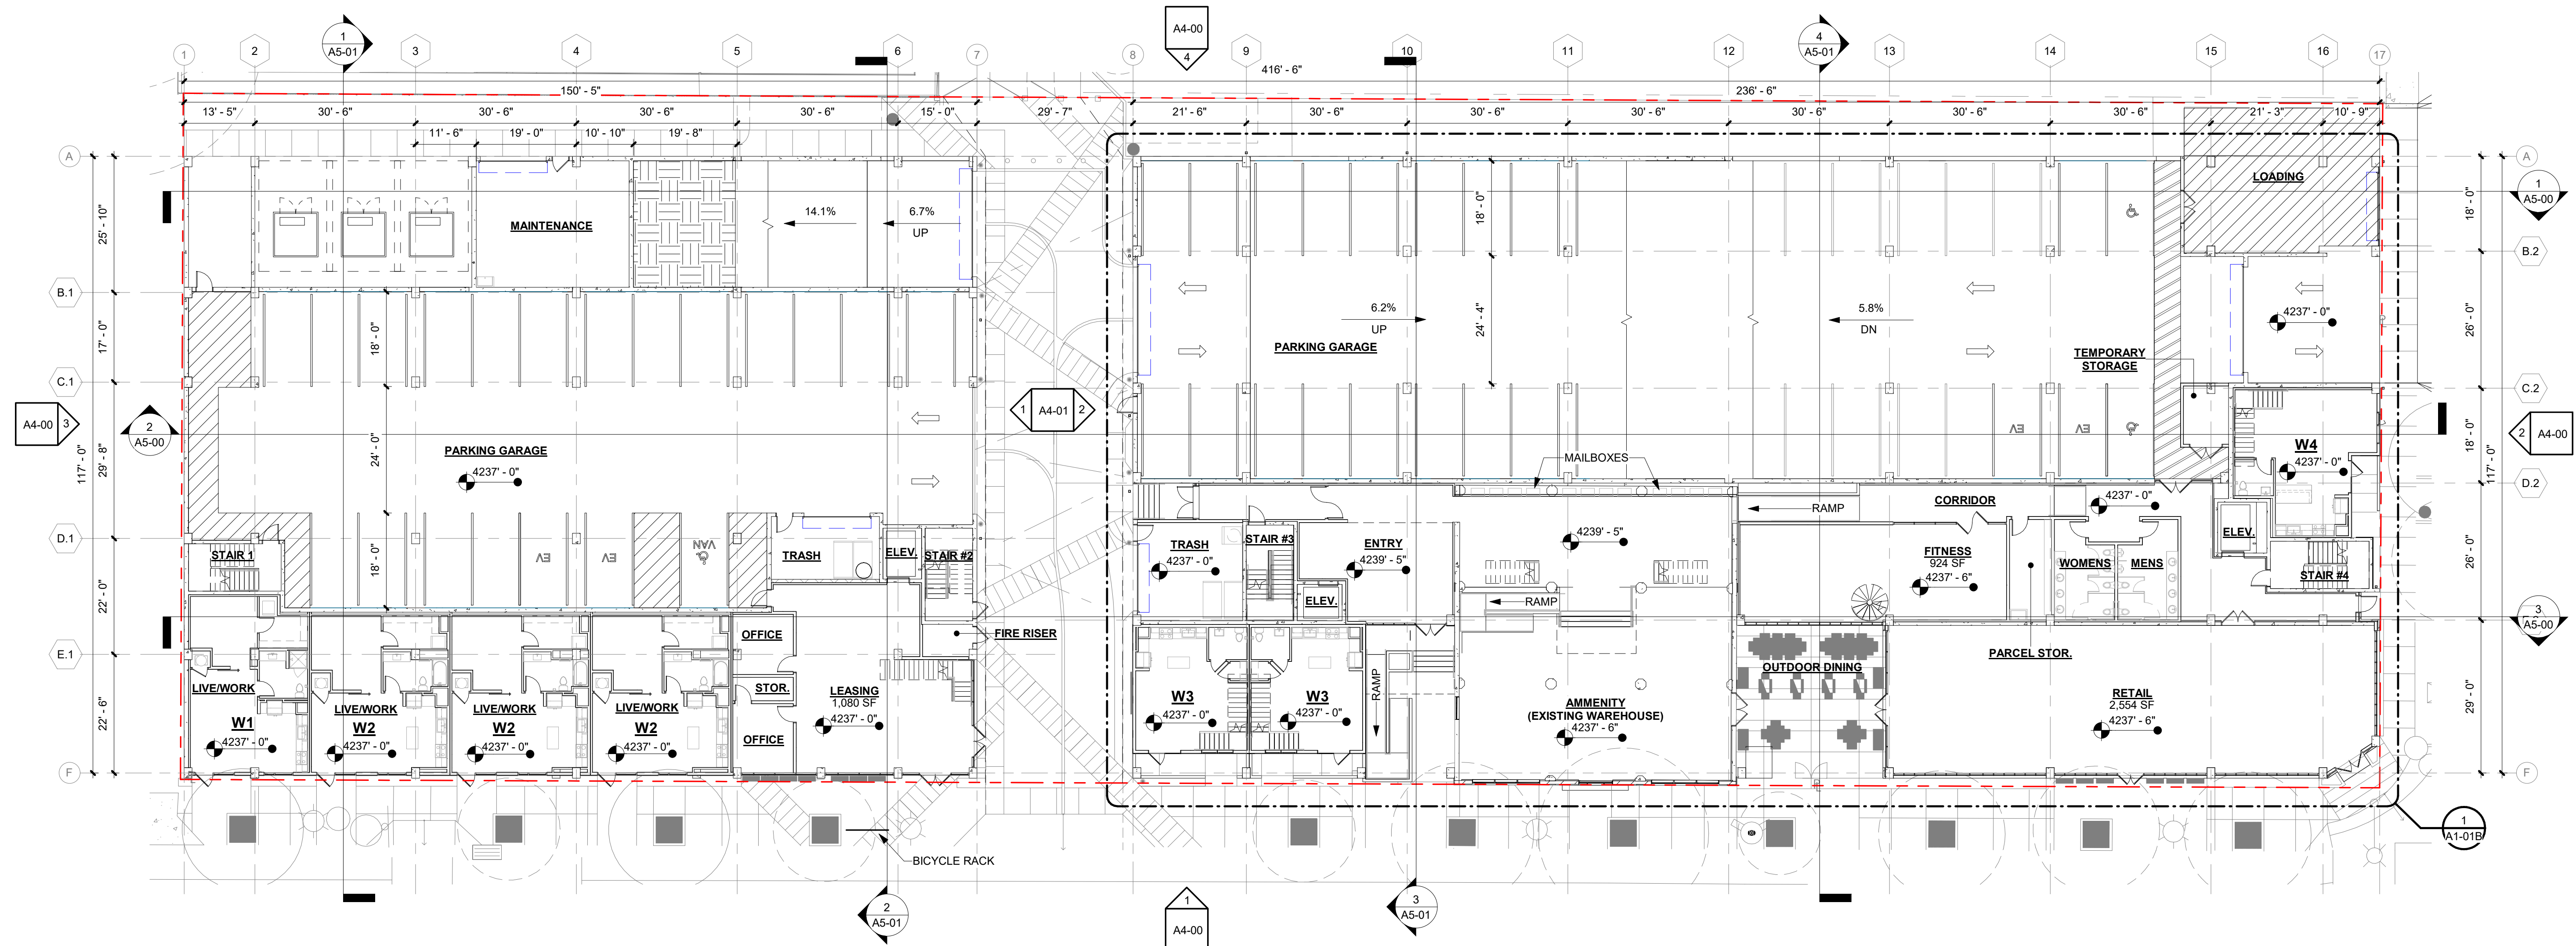 1
A5-01
A4-00
4
4
A5-01
1
2
3
4
5
6
7
8
9
10
11
12
13
14
15
16
17
416' - 6"
150' - 5"
236' - 6"
13' - 5"
30' - 6"
30' - 6"
30' - 6"
30' - 6"
15' - 0"
29' - 7"
21' - 6"
30' - 6"
30' - 6"
30' - 6"
30' - 6"
30' - 6"
30' - 6"
21' - 3"
10' - 9"
11' - 6"
19' - 0"
10' - 10"
19' - 8"
A
B.1
C.1
D.1
E.1
F
117' - 0"
25' - 10"
17' - 0"
29' - 8"
22' - 0"
22' - 6"
A4-00
3
2
A5-00
MAINTENANCE
14.1%
6.7%
UP
18' - 0"
24' - 0"
18' - 0"
PARKING GARAGE
4237' - 0"
EV
EV
VAN
STAIR 1
TRASH
ELEV.
STAIR #2
FIRE RISER
OFFICE
STOR.
OFFICE
LEASING
1,080 SF
4237' - 0"
LIVE/WORK
W1
4237' - 0"
LIVE/WORK
W2
4237' - 0"
LIVE/WORK
W2
4237' - 0"
LIVE/WORK
W2
4237' - 0"
BICYCLE RACK
2
A5-01
1
A4-01
2
18' - 0"
24' - 4"
6.2%
UP
5.8%
DN
PARKING GARAGE
LOADING
4237' - 0"
TEMPORARY
STORAGE
EV
EV
W4
4237' - 0"
MAILBOXES
RAMP
CORRIDOR
4237' - 0"
ELEV.
STAIR #4
TRASH
4237' - 0"
STAIR #3
ENTRY
4239' - 5"
ELEV.
4239' - 5"
RAMP
FITNESS
924 SF
4237' - 6"
WOMENS
MENS
W3
4237' - 0"
W3
4237' - 0"
RAMP
AMMENITY
(EXISTING WAREHOUSE)
4237' - 6"
OUTDOOR DINING
PARCEL STOR.
RETAIL
2,554 SF
4237' - 6"
A
B.2
C.2
D.2
F
18' - 0"
26' - 0"
18' - 0"
26' - 0"
29' - 0"
117' - 0"
1
A5-00
2
A4-00
3
A5-00
1
A1-01B
1
A4-00
3
A5-01